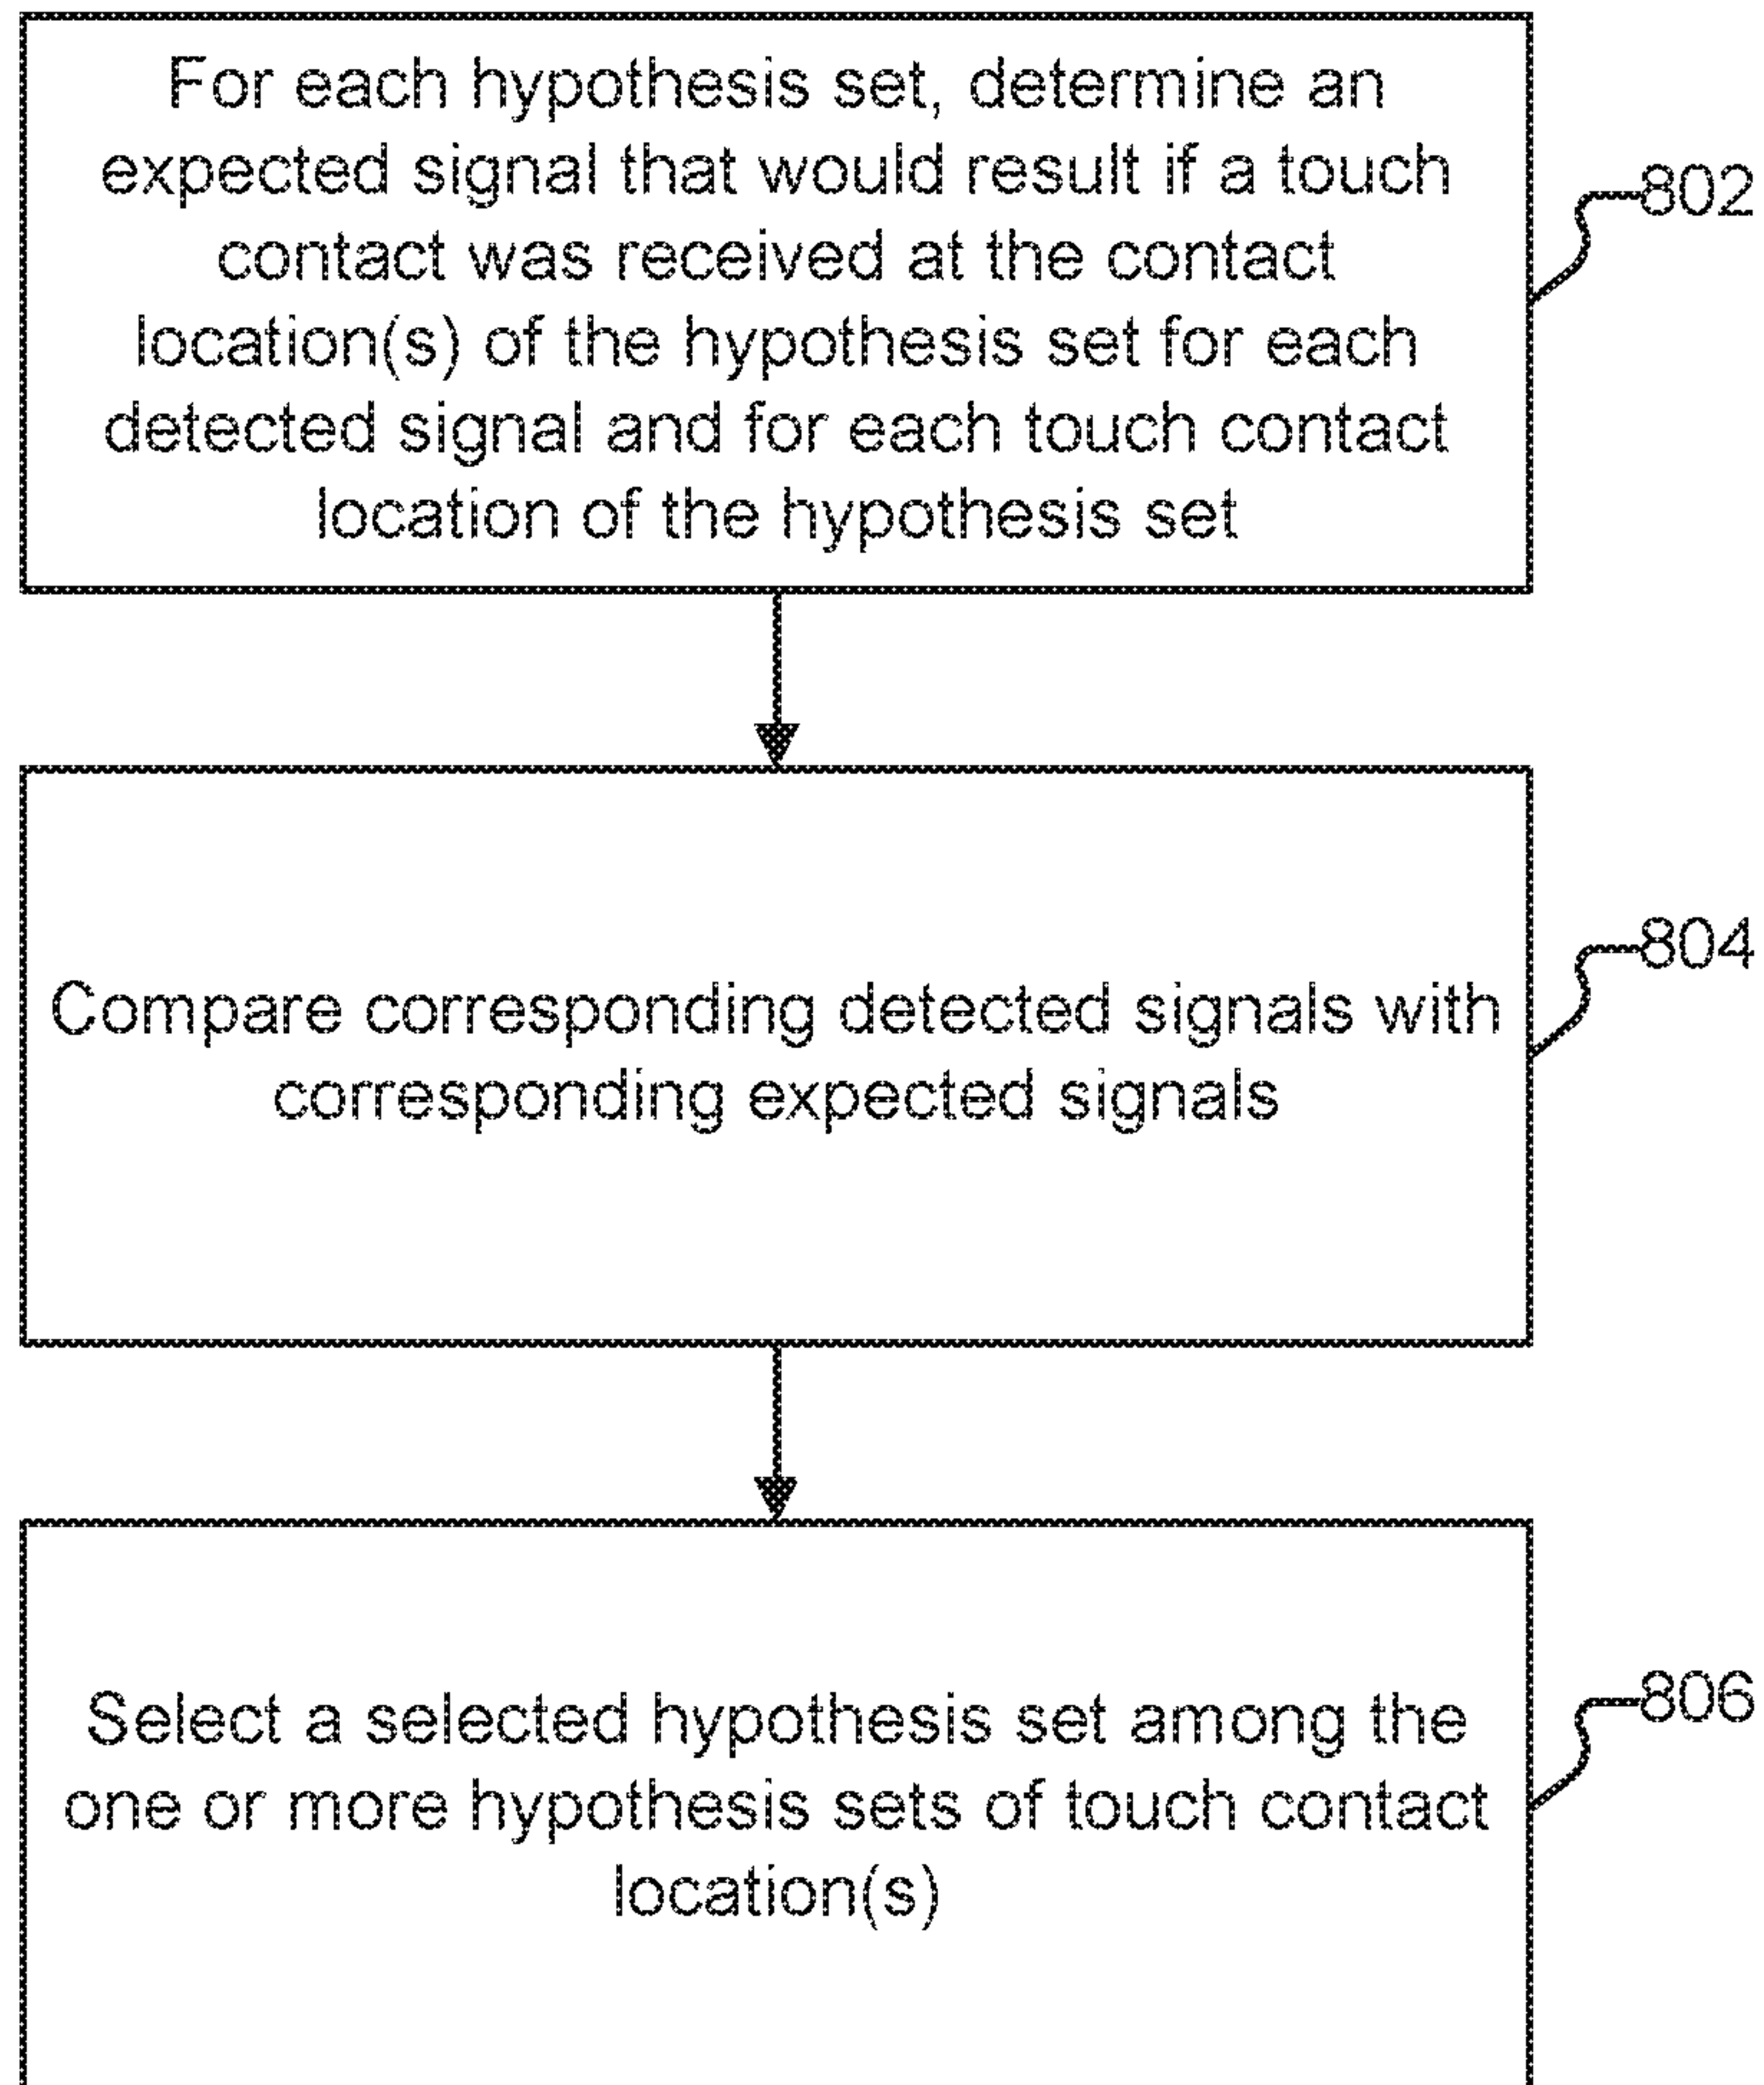 For each hypothesis set, determine an
expected signal that would result if a touch
contact was received at the contact
location(s) of the hypothesis set for each
detected signal and for each touch contact
location of the hypothesis set
802
Compare corresponding detected signals with
corresponding expected signals
804
Select a selected hypothesis set among the
one or more hypothesis sets of touch contact
location(s)
806